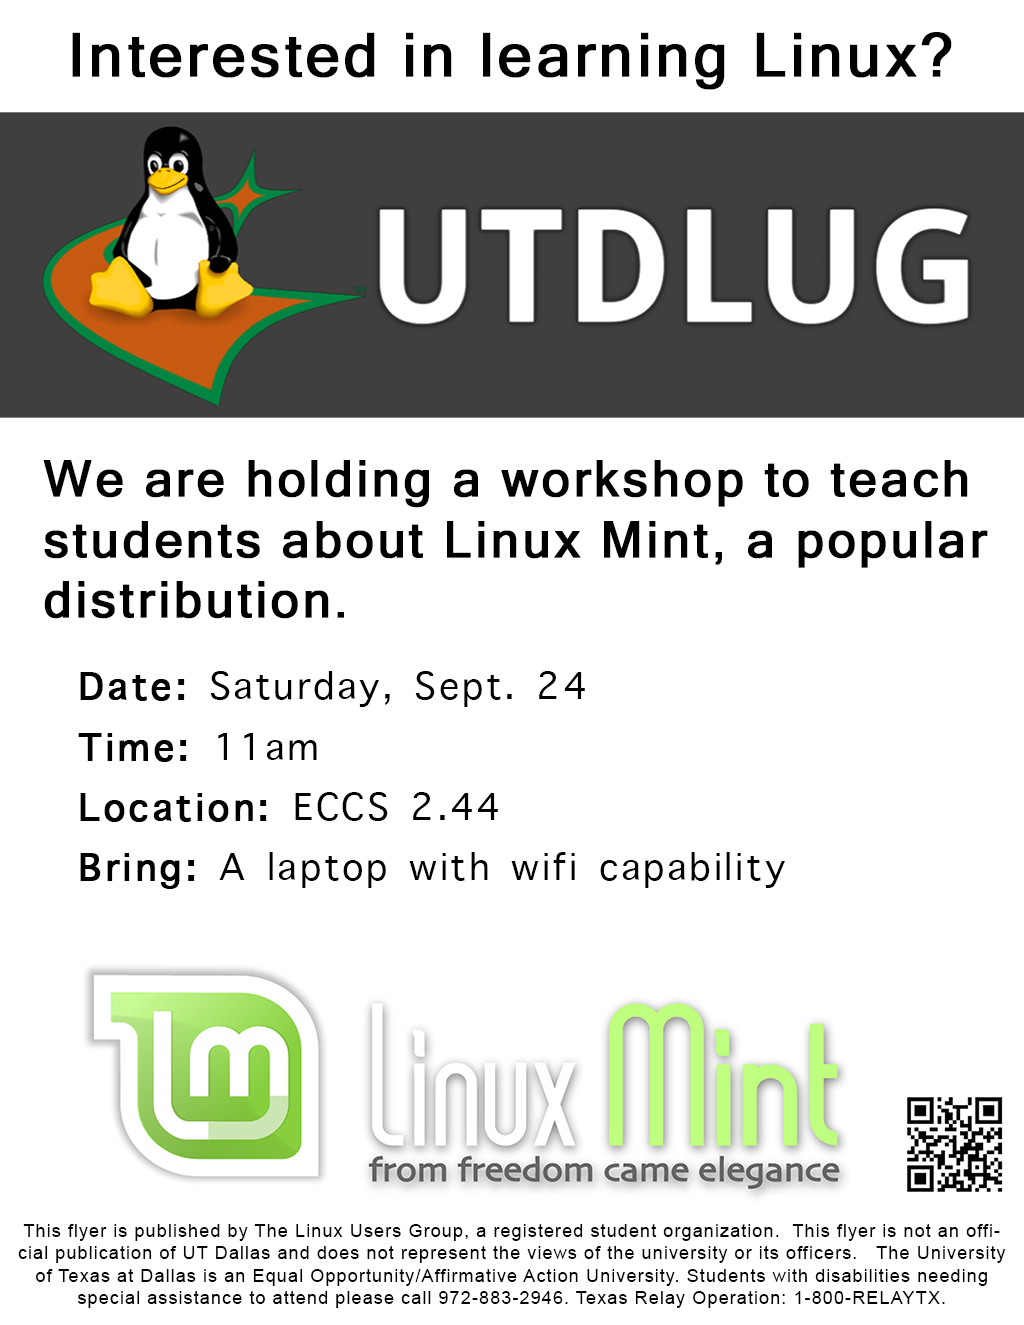 Interested in learning Linux?
UTDLUG
We are holding a workshop to teach
students about Linux Mint, a popular
distribution.
Date: Saturday, Sept. 24
Time: 11am
Location: ECCS 2.44
Bring: A laptop with wifi capability
Lm
Linux Mint
from freedom came elegance
This flyer is published by The Linux Users Group, a registered student organization.  This flyer is not an offi-
cial publication of UT Dallas and does not represent the views of the university or its officers.   The University
of Texas at Dallas is an Equal Opportunity/Affirmative Action University. Students with disabilities needing
special assistance to attend please call 972-883-2946. Texas Relay Operation: 1-800-RELAYTX.